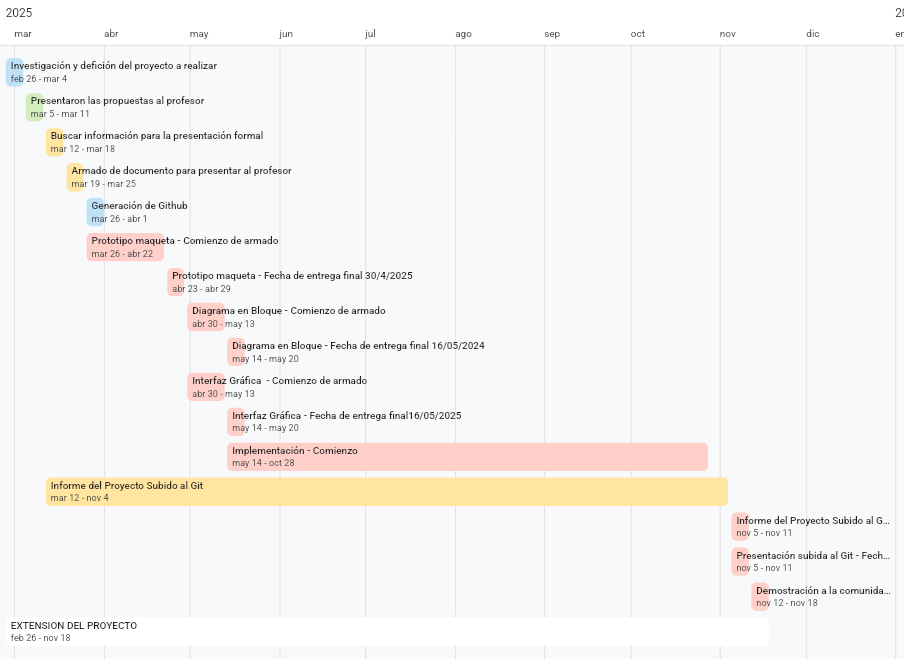 2025
20
mar abr may jun jul ago sep oct nov dic er
Investigación y defición del proyecto a realizar
feb 26 - mar 4
Presentaron las propuestas al profesor
mar 5 - mar 11
Buscar información para la presentación formal
mar 12 - mar 18
Armado de documento para presentar al profesor
mar 19 - mar 25
Generación de Github
mar 26 - abr 1
Prototipo maqueta - Comienzo de armado
mar 26 - abr 22
Prototipo maqueta - Fecha de entrega final 30/4/2025
abr 23 - abr 29
Diagrama en Bloque - Comienzo de armado
abr 30 - may 13
Diagrama en Bloque - Fecha de entrega final 16/05/2024
may 14 - may 20
Interfaz Gráfica  - Comienzo de armado
abr 30 - may 13
Interfaz Gráfica - Fecha de entrega final16/05/2025
may 14 - may 20
Implementación - Comienzo
may 14 - oct 28
Informe del Proyecto Subido al Git
mar 12 - nov 4
Informe del Proyecto Subido al G...
nov 5 - nov 11
Presentación subida al Git - Fech...
nov 5 - nov 11
Demostración a la comunida...
nov 12 - nov 18
EXTENSION DEL PROYECTO
feb 26 - nov 18